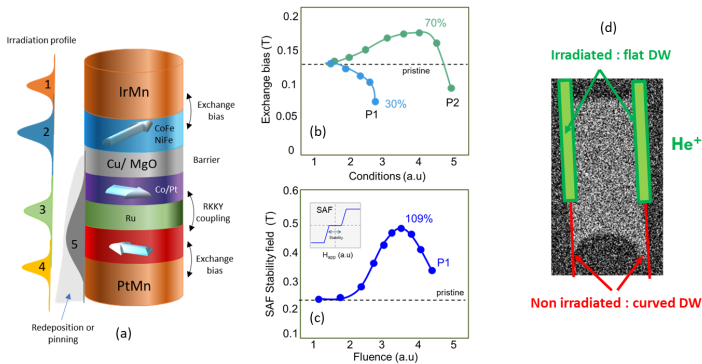 Irradiation profile
1
IrMn
Exchange
bias
2
CoFe
NiFe
Cu/ MgO
Barrier
Co/Pt
3
Ru
RKKY
coupling
5
4
Exchange
bias
PtMn
Redeposition or
pinning
(a)
Exchange bias (T)
0.2
0.15
0.1
0.05
0
70%
pristine
P1
P2
(b)
30%
1 2 3 4 5
Conditions (a.u)
SAF Stability field (T)
0.6
0.5
0.4
0.3
0.2
0.1
SAF
Stability
Happ (a.u)
109%
P1
pristine
(c)
1 2 3 4 5
Fluence (a.u)
(d)
Irradiated : flat DW
He+
Non irradiated : curved DW